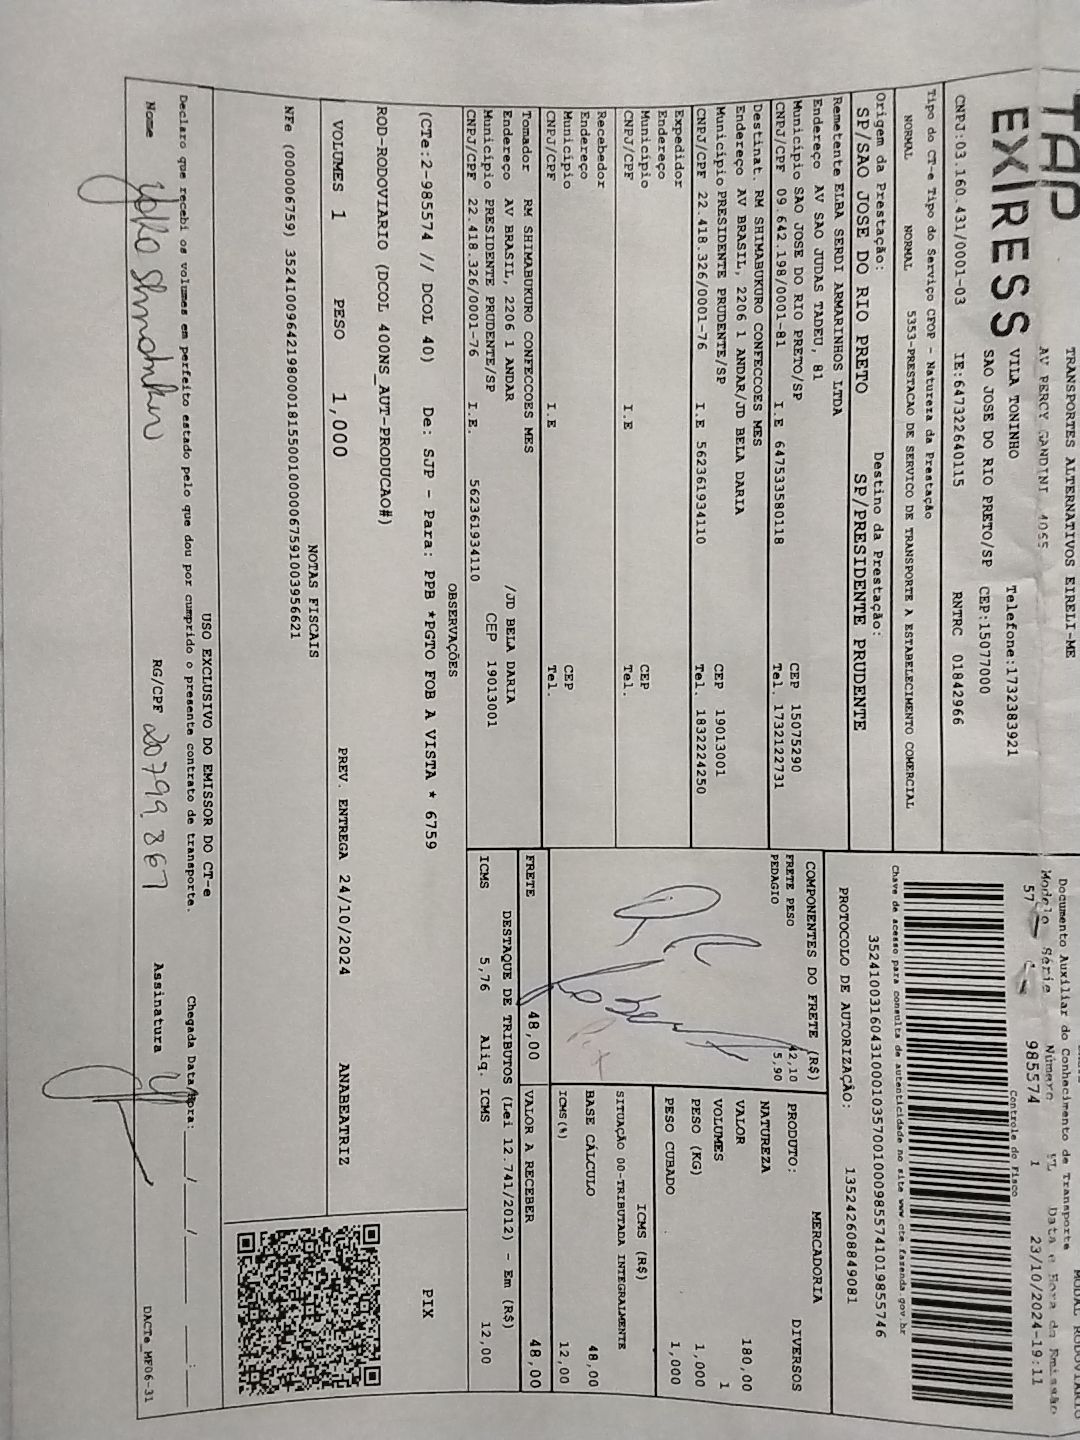 TAP
EX/RESS
TRANSPORTES ALTERNATIVOS EIRELI-ME
AV PERCY GANDINI 4065
VILA TONINHO Telefone:1732383921
SAO JOSE DO RIO PRETO/SP CEP:15077000
CNPJ:03.160.431/0001-03 IE:647322640115 RNTRC 01842966
Tipo do CT-e Tipo do Serviço CFOP - Natureza da Prestação
NORMAL NORMAL 5353-PRESTACAO DE SERVICO DE TRANSPORTE A ESTABELECIMENTO COMERCIAL
Origem da Prestação: Destino da Prestação:
SP/SAO JOSE DO RIO PRETO SP/PRESIDENTE PRUDENTE
Remetente ELBA SERDI ARMARINHOS LTDA
Endereço AV SAO JUDAS TADEU, 81
Município SAO JOSE DO RIO PRETO/SP CEP 15075290
CNPJ/CPF 09.642.198/0001-81 I.E 647533580118 Tel. 1732122731
Destinat. RM SHIMABUKURO CONFECCOES MES
Endereço AV BRASIL, 2206 1 ANDAR/JD BELA DARIA
Município PRESIDENTE PRUDENTE/SP CEP 19013001
CNPJ/CPF 22.418.326/0001-76 I.E 562361934110 Tel. 1832224250
Expedidor
Endereço
Município CEP
CNPJ/CPF I.E Tel.
Recebedor
Endereço
Município CEP
CNPJ/CPF I.E Tel.
Tomador RM SHIMABUKURO CONFECCOES MES
Endereço AV BRASIL, 2206 1 ANDAR /JD BELA DARIA
Município PRESIDENTE PRUDENTE/SP CEP 19013001
CNPJ/CPF 22.418.326/0001-76 I.E. 562361934110
Documento Auxiliar do Conhecimento de Transporte
MODAL RODOVIÁRIO
Modelo Série Número FL Data e Hora da Emissão
57 985574 1 23/10/2024-19:11
Controle do Fisco
Chave de acesso para consulta de autenticidade no site www.cte.fazenda.gov.br
35241003160431000103570010009855741019855746
PROTOCOLO DE AUTORIZAÇÃO: 135242608849081
COMPONENTES DO FRETE (R$)
FRETE PESO 42,10
PEDAGIO 5,90
MERCADORIA
PRODUTO: DIVERSOS
NATUREZA
VALOR 180,00
VOLUMES 1
PESO (KG) 1,000
PESO CUBADO 1,000
ICMS (R$)
SITUAÇÃO 00-TRIBUTADA INTEGRALMENTE
BASE CÁLCULO 48,00
ICMS(%) 12,00
FRETE 48,00 VALOR A RECEBER 48,00
DESTAQUE DE TRIBUTOS (Lei 12.741/2012) - Em (R$)
ICMS 5,76 Aliq. ICMS 12,00
OBSERVAÇÕES
(CTe:2-985574 // DCOL 40) De: SJP - Para: PPB *PGTO FOB A VISTA * 6759
PIX
ROD-RODOVIARIO (DCOL 400NS_AUT-PRODUCAO#)
VOLUMES 1 PESO 1,000 PREV. ENTREGA 24/10/2024 ANABEATRIZ
NOTAS FISCAIS
NFe (000006759) 35241009642198000181550010000067591003956621
USO EXCLUSIVO DO EMISSOR DO CT-e
Declaro que recebi os volumes em perfeito estado pelo que dou por cumprido o presente contrato de transporte. Chegada Data/Hora: __/__/__ __:__
Nome RG/CPF 20799.867 Assinatura
DACTe_MF06-31